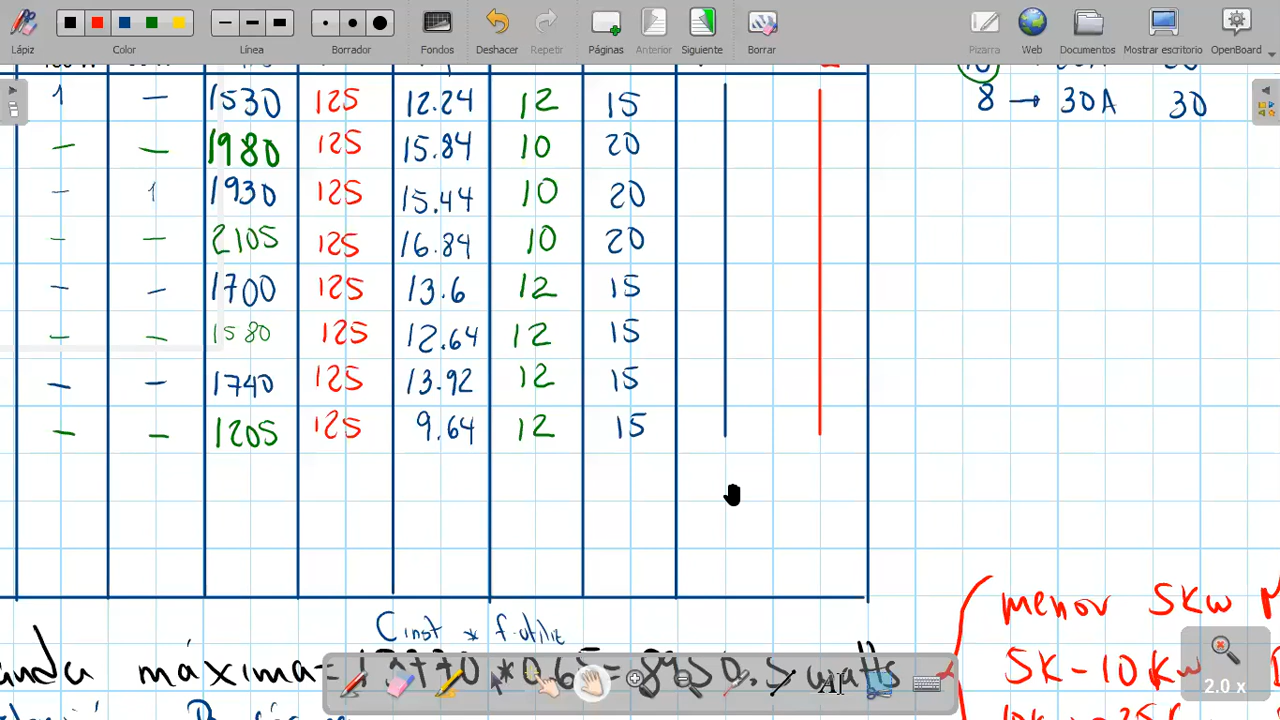 Lápiz Color Línea Borrador Fondos Deshacer Repetir Páginas Anterior Siguiente Borrar Pizarra Web Documentos Mostrar escritorio OpenBoard
8 → 30A 30
1 — 1530 125 12.24 12 15
— — 1980 125 15.84 10 20
— 1 1930 125 15.44 10 20
— — 2105 125 16.84 10 20
— — 1700 125 13.6 12 15
— — 1580 125 12.64 12 15
— — 1740 125 13.92 12 15
— — 1205 125 9.64 12 15
Cinst * f.utiliz
máxima= *0.65= watts
menor 5Kw
5K-10Kw
2.0 x